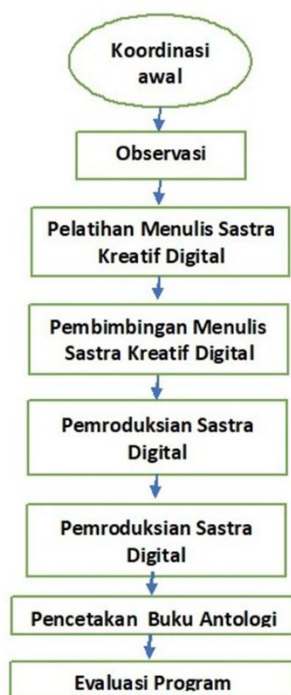 Koordinasi
awal
Observasi
Pelatihan Menulis Sastra
Kreatif Digital
Pembimbingan Menulis
Sastra Kreatif Digital
Pemroduksian Sastra
Digital
Pemroduksian Sastra
Digital
Pencetakan Buku Antologi
Evaluasi Program